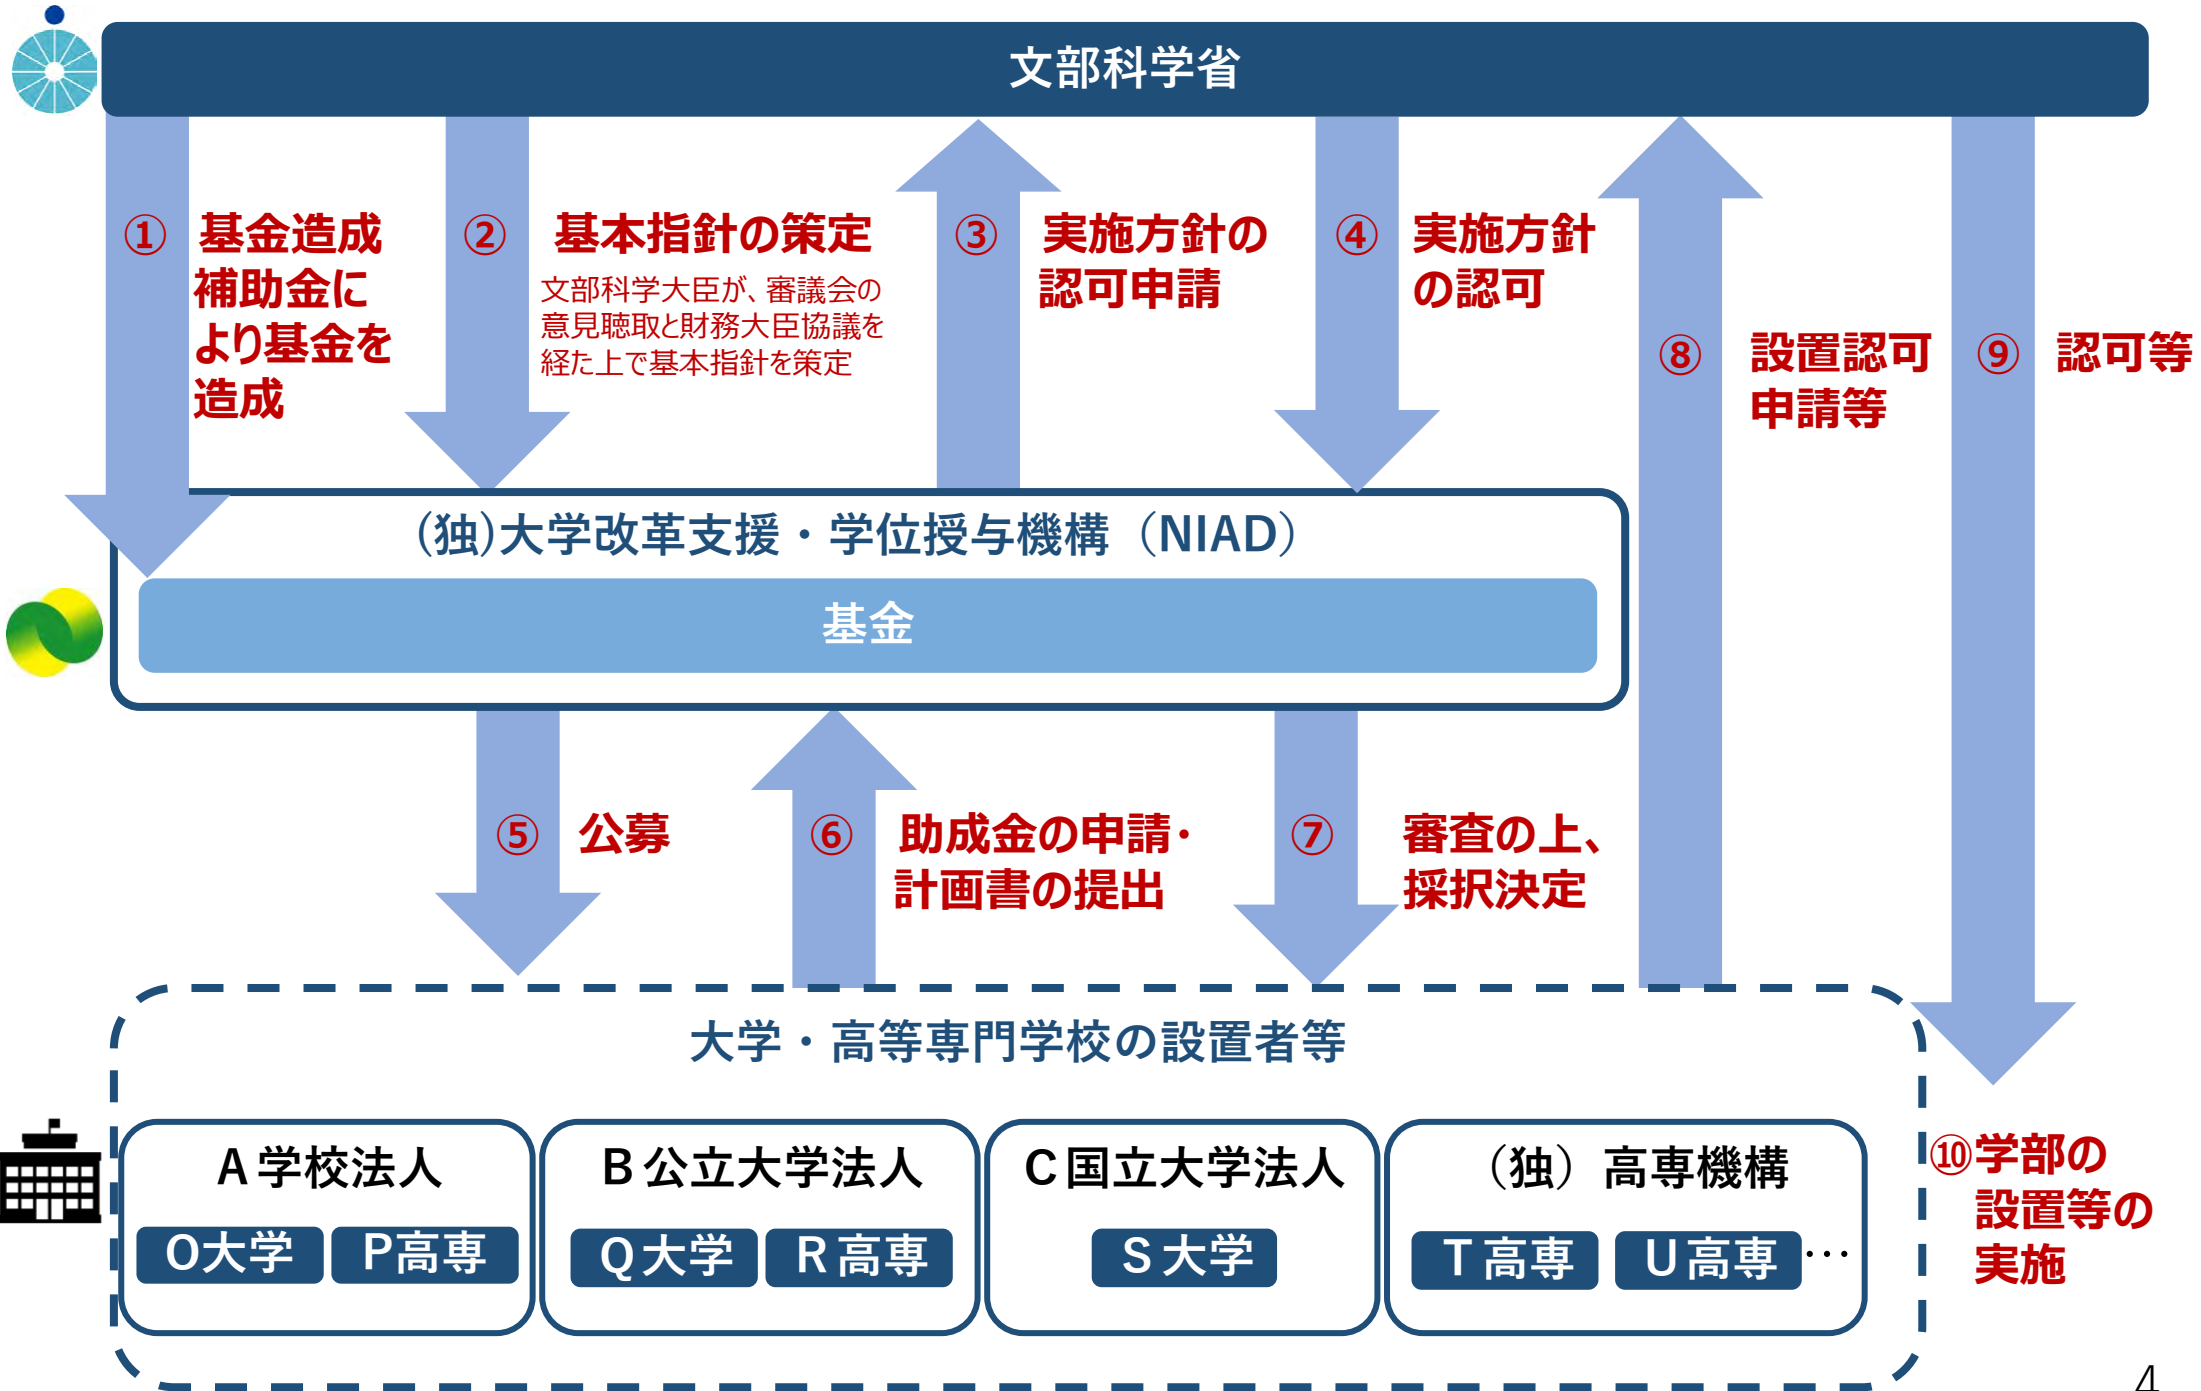 文部科学省
① 基金造成
補助金に
より基金を
造成
② 基本指針の策定
文部科学大臣が、審議会の
意見聴取と財務大臣協議を
経た上で基本指針を策定
③ 実施方針の
認可申請
④ 実施方針
の認可
⑧ 設置認可
申請等
⑨ 認可等
(独)大学改革支援・学位授与機構（NIAD）
基金
⑤ 公募
⑥ 助成金の申請・
計画書の提出
⑦ 審査の上、
採択決定
大学・高等専門学校の設置者等
A学校法人
O大学 P高専
B公立大学法人
Q大学 R高専
C国立大学法人
S大学
（独）高専機構
T高専 U高専 …
⑩学部の
設置等の
実施
4